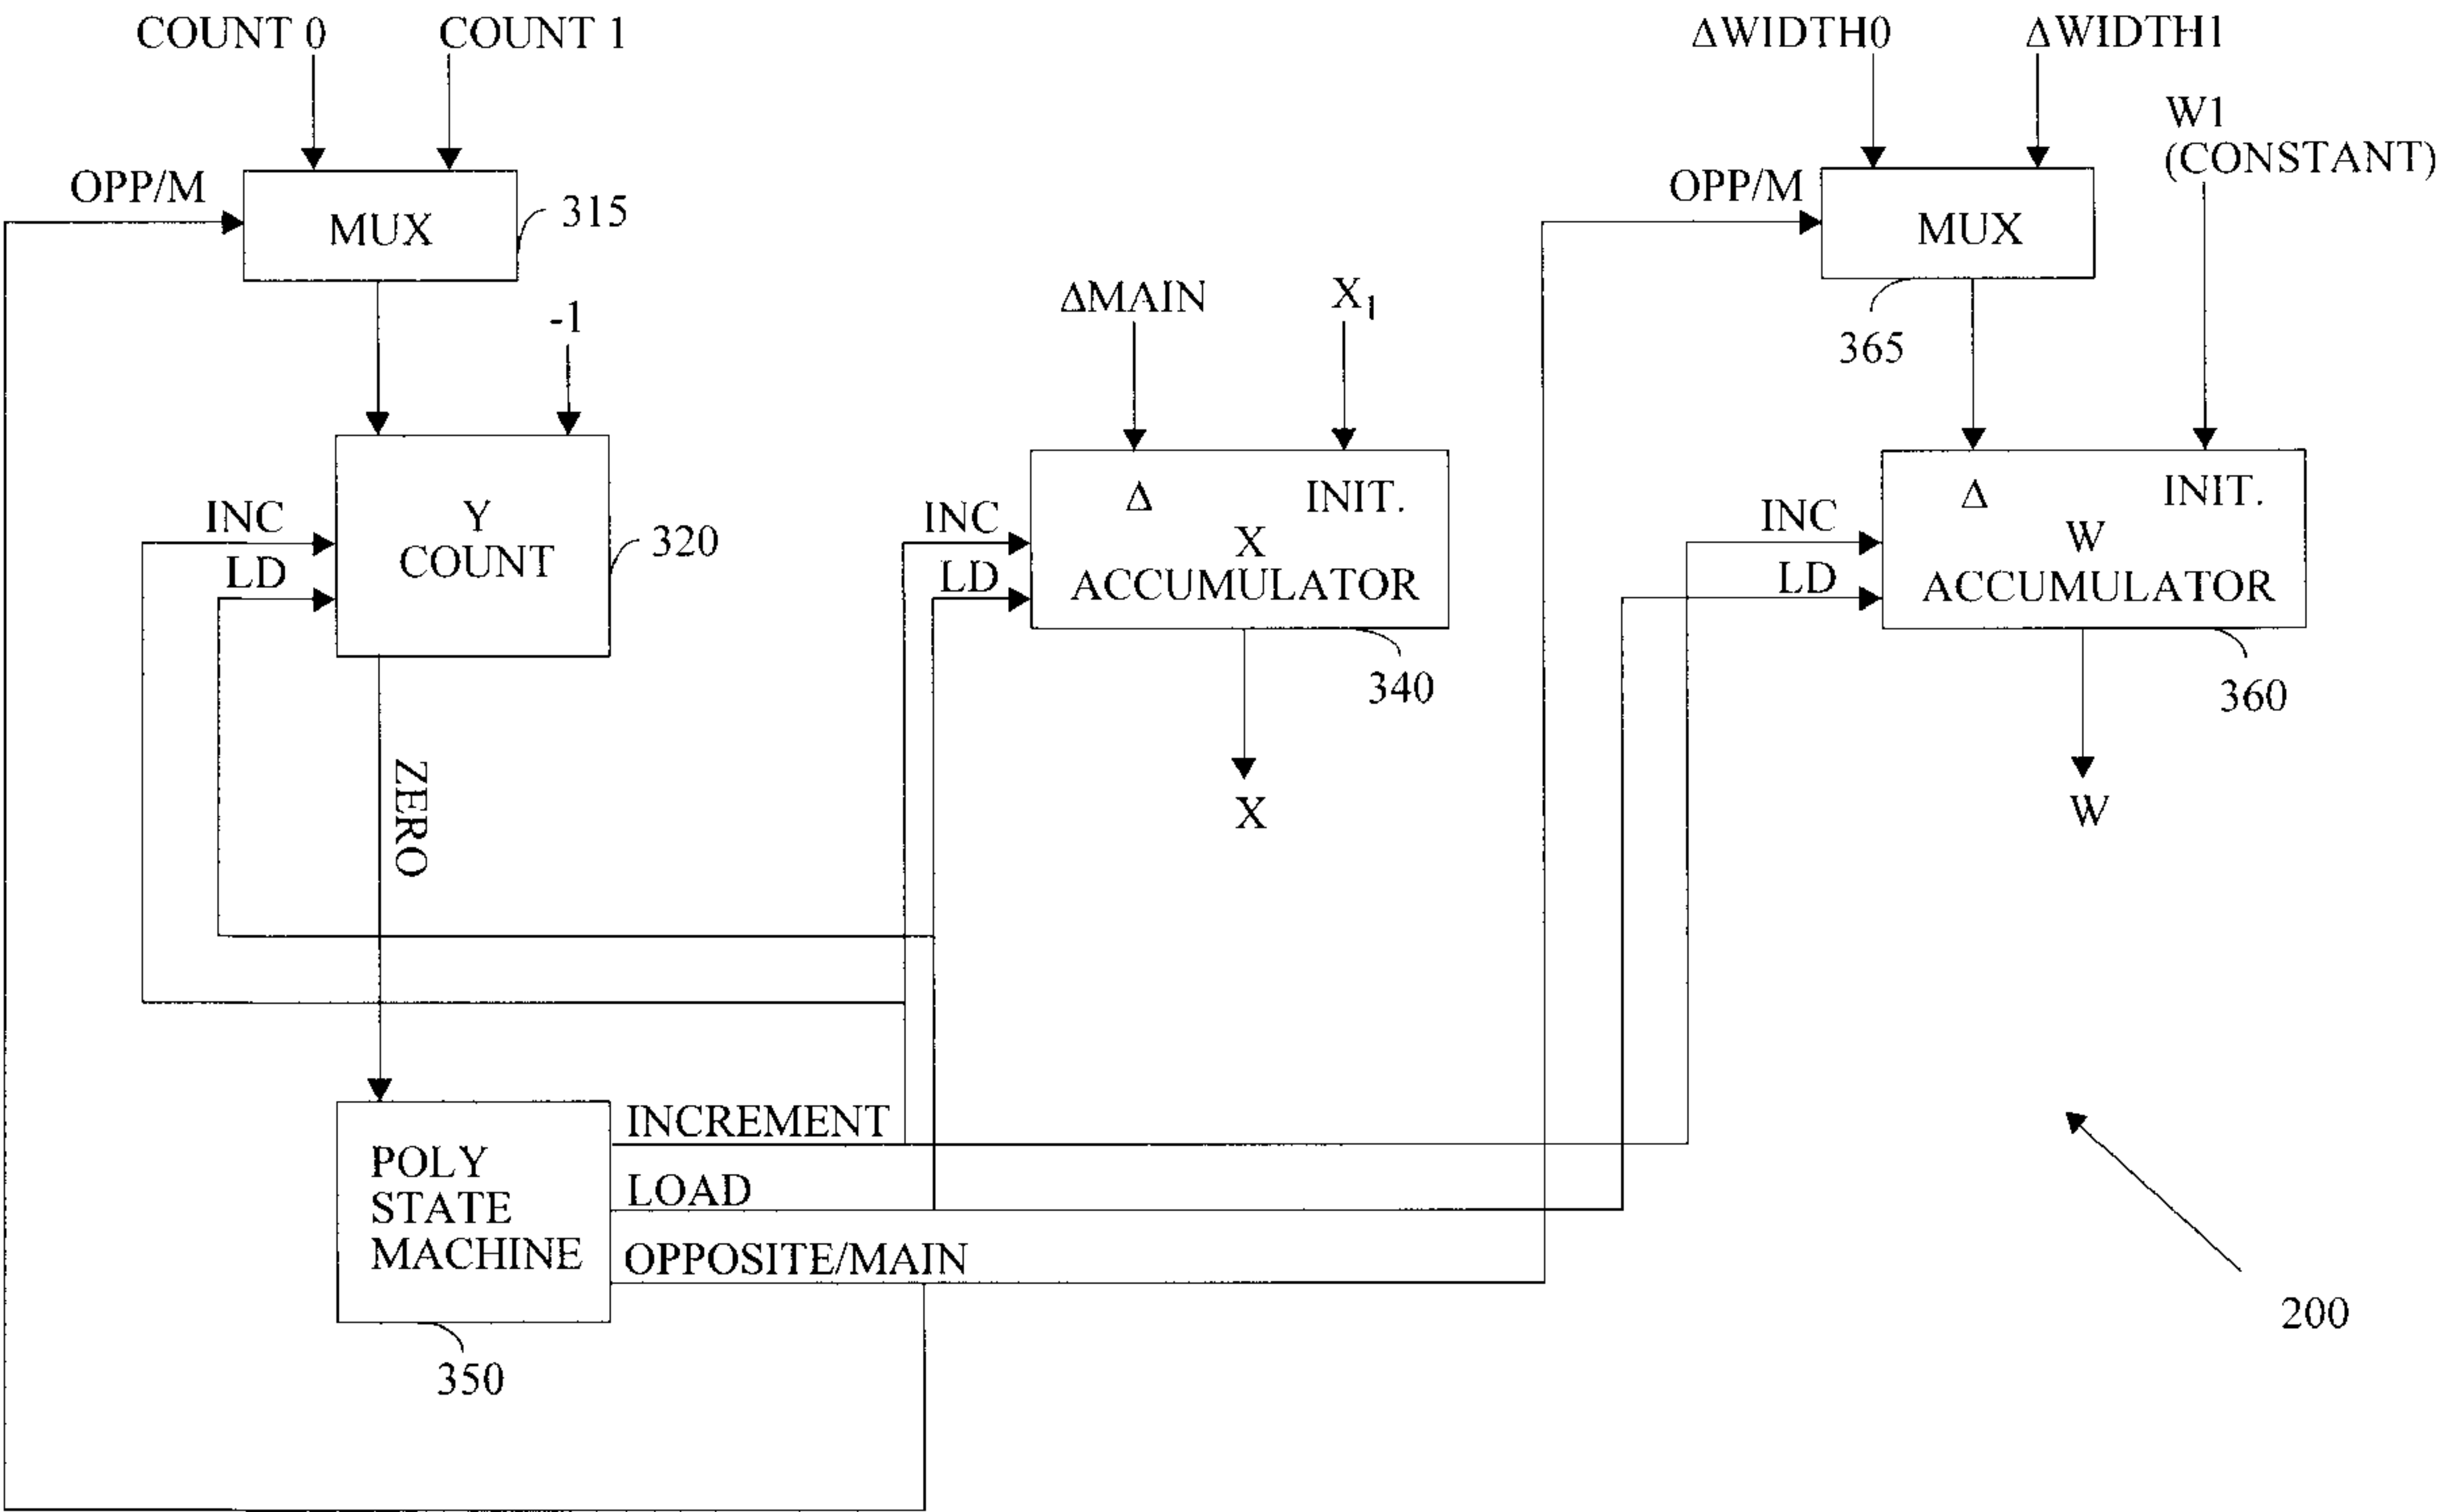 COUNT 0
COUNT 1
ΔWIDTH0
ΔWIDTH1
W1
(CONSTANT)
OPP/M
MUX
315
OPP/M
MUX
365
-1
ΔMAIN
X₁
INC
LD
Y
COUNT
320
INC
LD
Δ
INIT.
X
ACCUMULATOR
340
INC
LD
Δ
INIT.
W
ACCUMULATOR
360
ZERO
X
W
POLY
STATE
MACHINE
350
INCREMENT
LOAD
OPPOSITE/MAIN
200